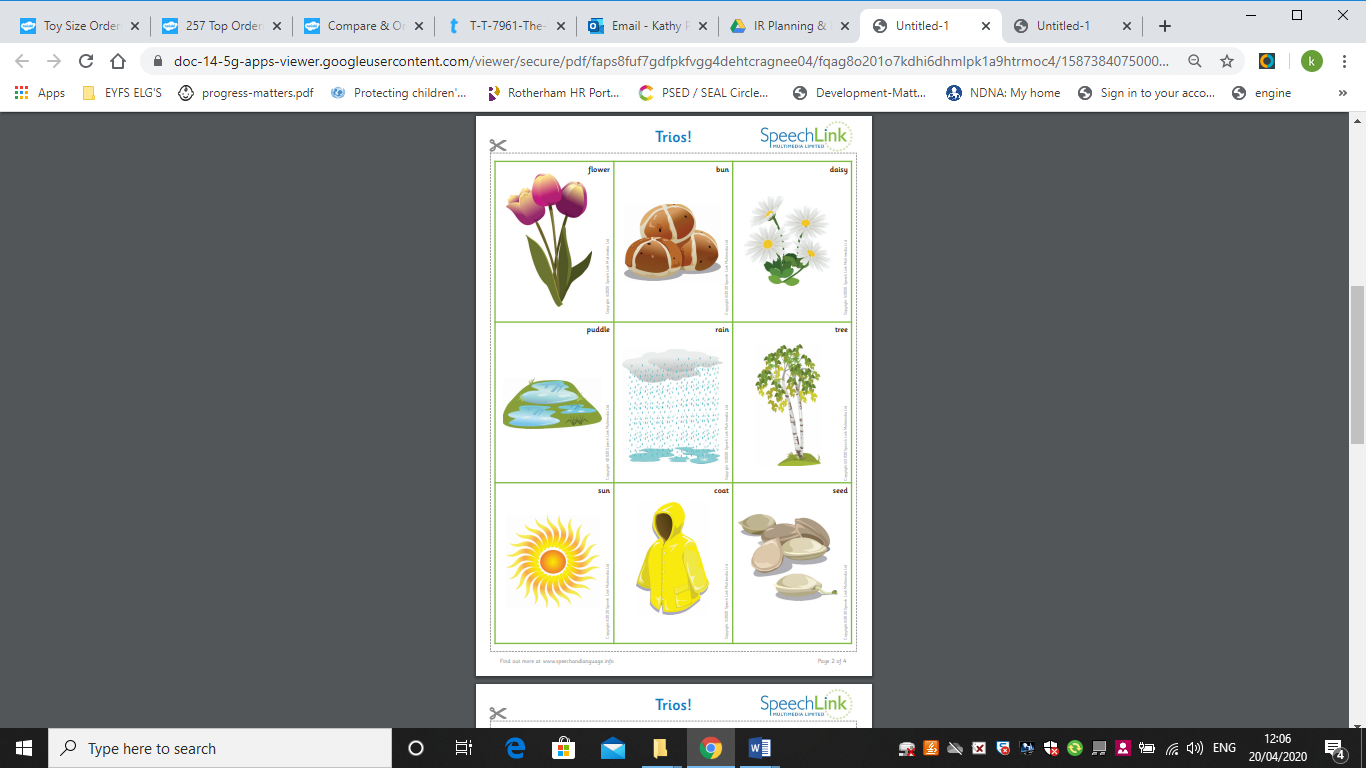 Toy Size Order
257 Top Order
Compare & Or
T-T-7961-The-
Email - Kathy P
IR Planning &
Untitled-1
Untitled-1
doc-14-5g-apps-viewer.googleusercontent.com/viewer/secure/pdf/faps8fuf7gdfpkfvgg4dehtcragnee04/fqag8o201o7kdhi6dhmlpk1a9htrmoc4/1587384075000...
k
Apps
EYFS ELG'S
progress-matters.pdf
Protecting children'...
Rotherham HR Port...
PSED / SEAL Circle...
Development-Matt...
NDNA: My home
Sign in to your acco...
engine
»
Trios!
SpeechLink
MULTIMEDIA LIMITED
flower
bun
daisy
puddle
rain
tree
sun
coat
seed
Find out more at www.speechandlanguage.info
Page 2 of 4
Trios!
SpeechLink
MULTIMEDIA LIMITED
Type here to search
ENG
12:06
20/04/2020
4